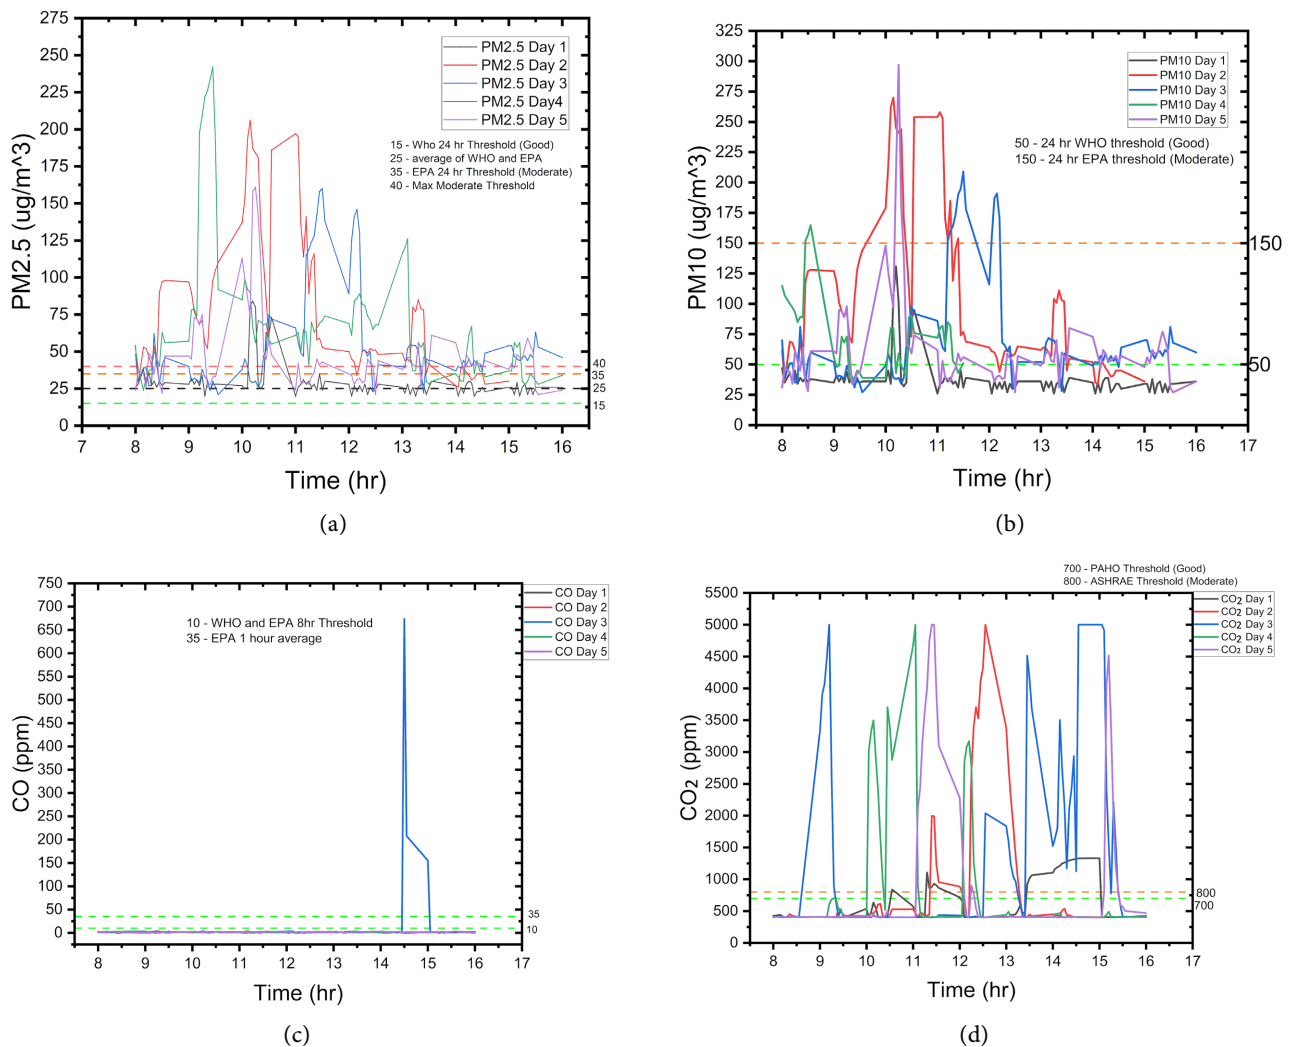 275
250
225
200
175
150
125
100
75
50
25
0
7 8 9 10 11 12 13 14 15 16
PM2.5 (ug/m^3)
Time (hr)
PM2.5 Day 1
PM2.5 Day 2
PM2.5 Day 3
PM2.5 Day4
PM2.5 Day 5
15 - Who 24 hr Threshold (Good)
25 - average of WHO and EPA
35 - EPA 24 hr Threshold (Moderate)
40 - Max Moderate Threshold
40
35
25
15
(a)
325
300
275
250
225
200
175
150
125
100
75
50
25
0
7 8 9 10 11 12 13 14 15 16 17
PM10 (ug/m^3)
Time (hr)
PM10 Day 1
PM10 Day 2
PM10 Day 3
PM10 Day 4
PM10 Day 5
50 - 24 hr WHO threshold (Good)
150 - 24 hr EPA threshold (Moderate)
150
50
(b)
750
700
650
600
550
500
450
400
350
300
250
200
150
100
50
0
8 9 10 11 12 13 14 15 16 17
CO (ppm)
Time (hr)
CO Day 1
CO Day 2
CO Day 3
CO Day 4
CO Day 5
10 - WHO and EPA 8hr Threshold
35 - EPA 1 hour average
35
10
(c)
700 - PAHO Threshold (Good)
800 - ASHRAE Threshold (Moderate)
5500
5000
4500
4000
3500
3000
2500
2000
1500
1000
500
0
8 9 10 11 12 13 14 15 16 17
CO₂ (ppm)
Time (hr)
CO₂ Day 1
CO₂ Day 2
CO₂ Day 3
CO₂ Day 4
CO₂ Day 5
800
700
(d)